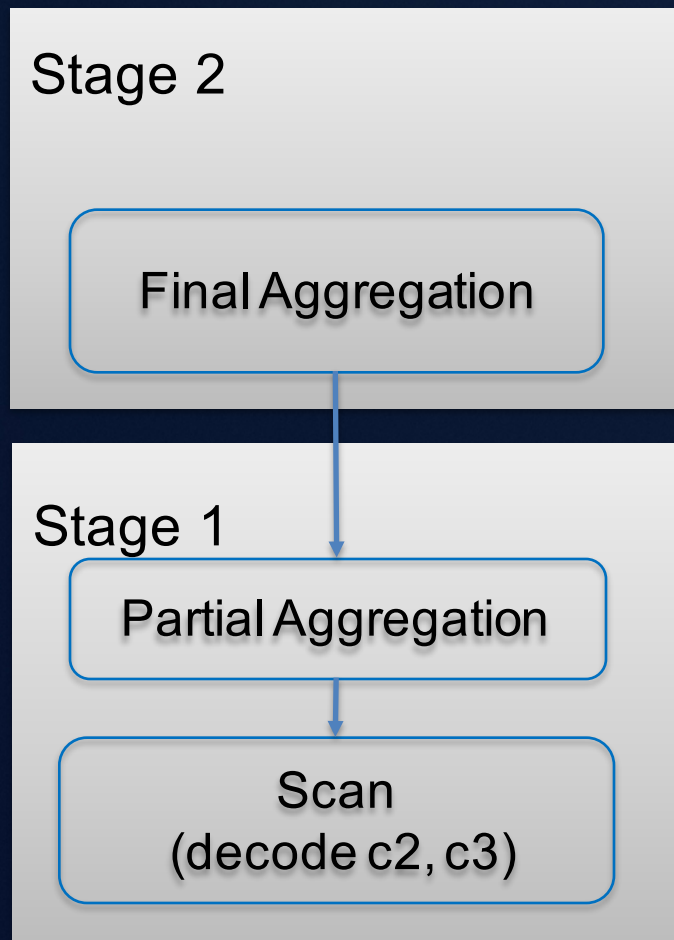 Stage 2
Final Aggregation
Stage 1
Partial Aggregation
Scan
(decode c2, c3)